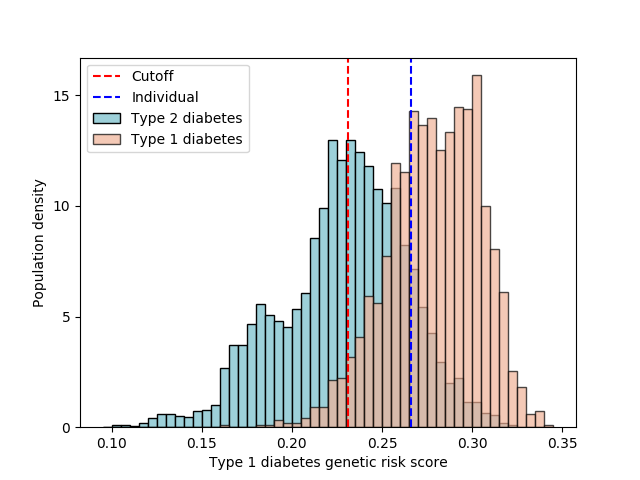 Cutoff
Individual
Type 2 diabetes
Type 1 diabetes
Population density
15
10
5
0
0.10 0.15 0.20 0.25 0.30 0.35
Type 1 diabetes genetic risk score